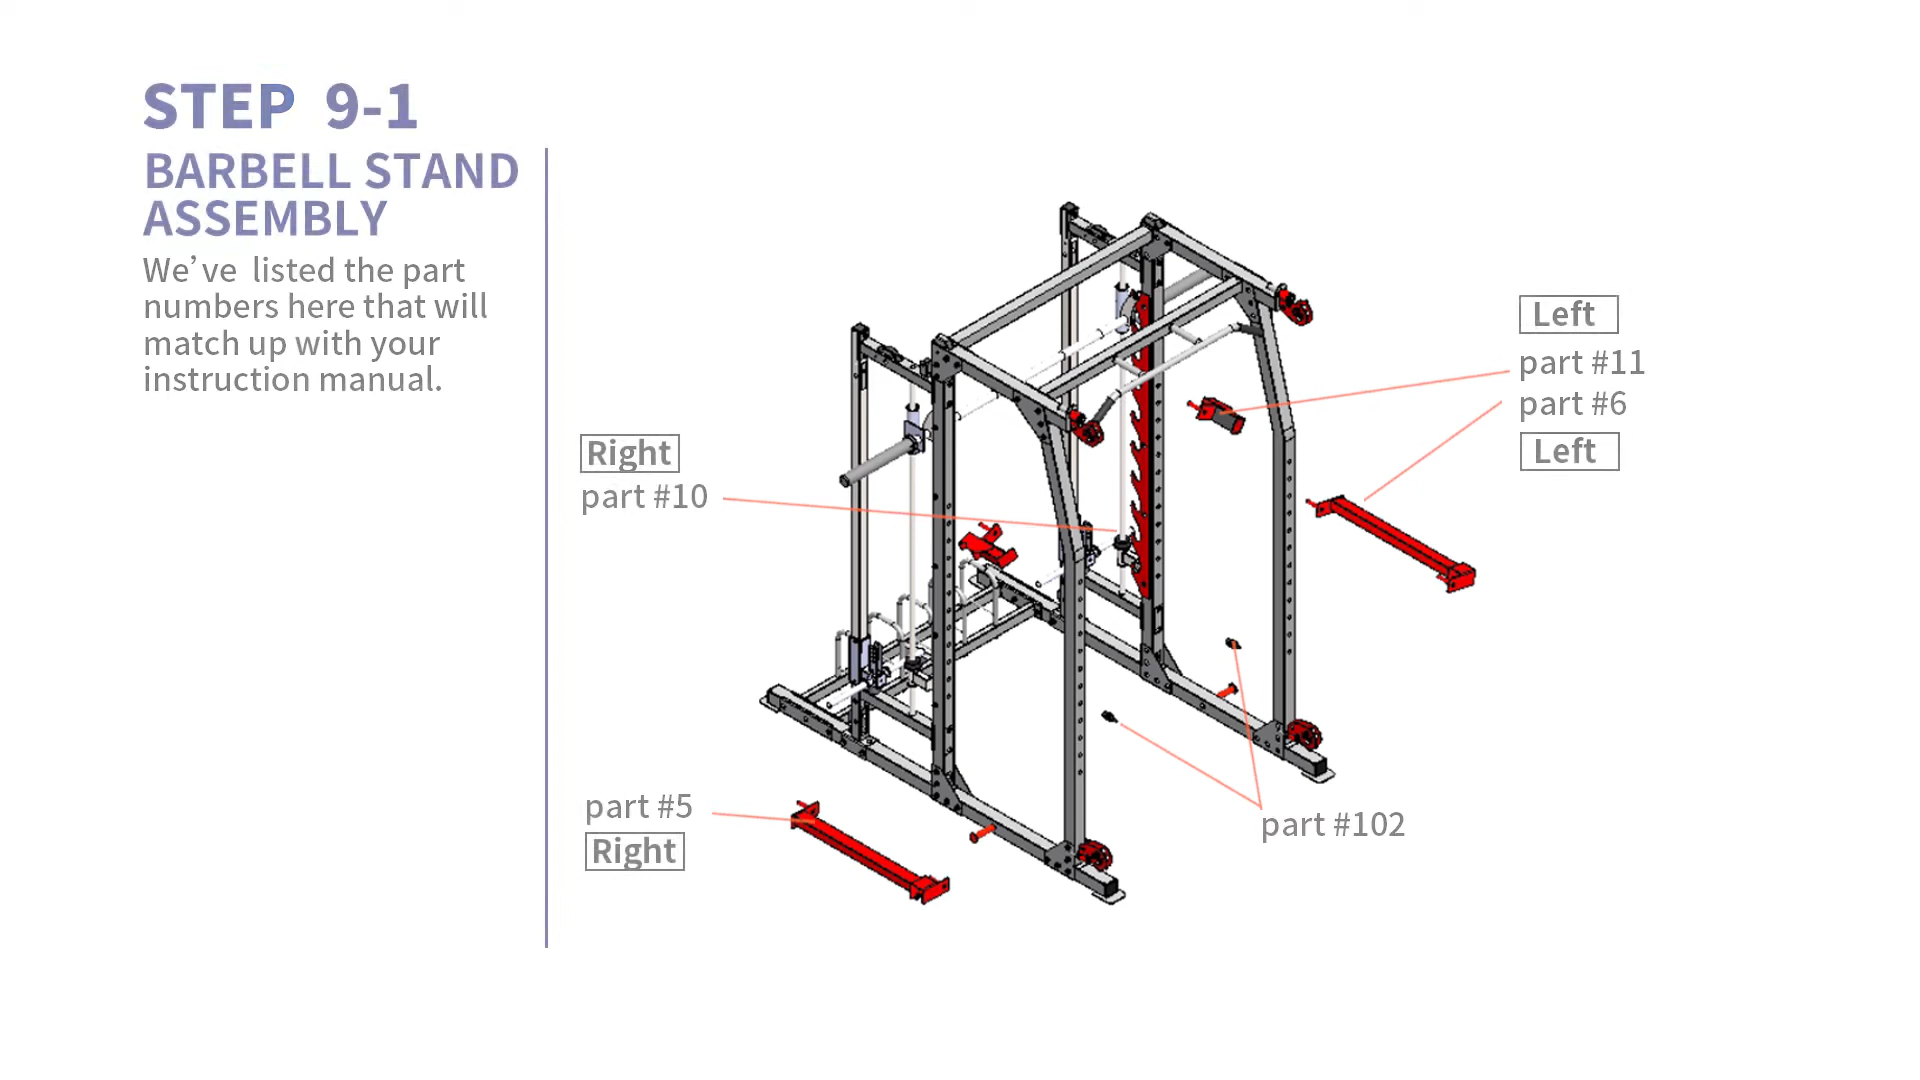 STEP 9-1
BARBELL STAND
ASSEMBLY
We’ve listed the part
numbers here that will
match up with your
instruction manual.
Left
part #11
part #6
Left
Right
part #10
part #5
Right
part #102